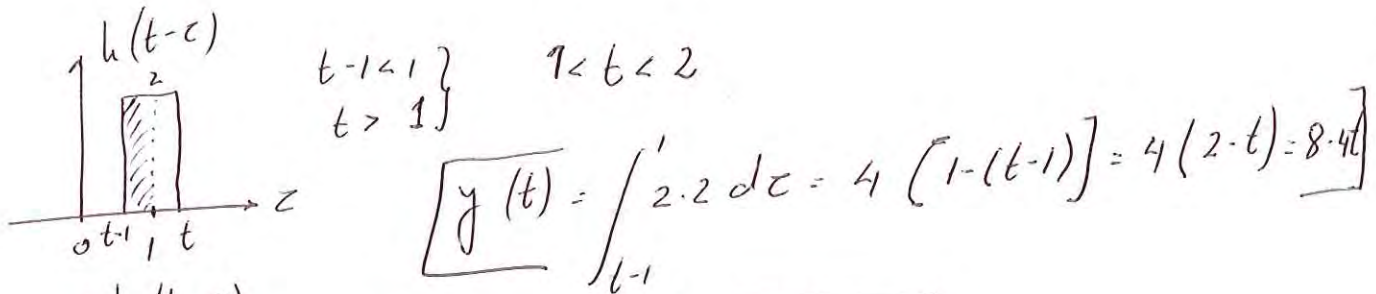 h(t-τ)
2
t-1<1 } 1<t<2
t> 1 }
y(t) = ∫_{t-1}^{1} 2·2 dτ = 4 [1-(t-1)] = 4(2-t) = 8-4t
τ
0 t-1 1 t